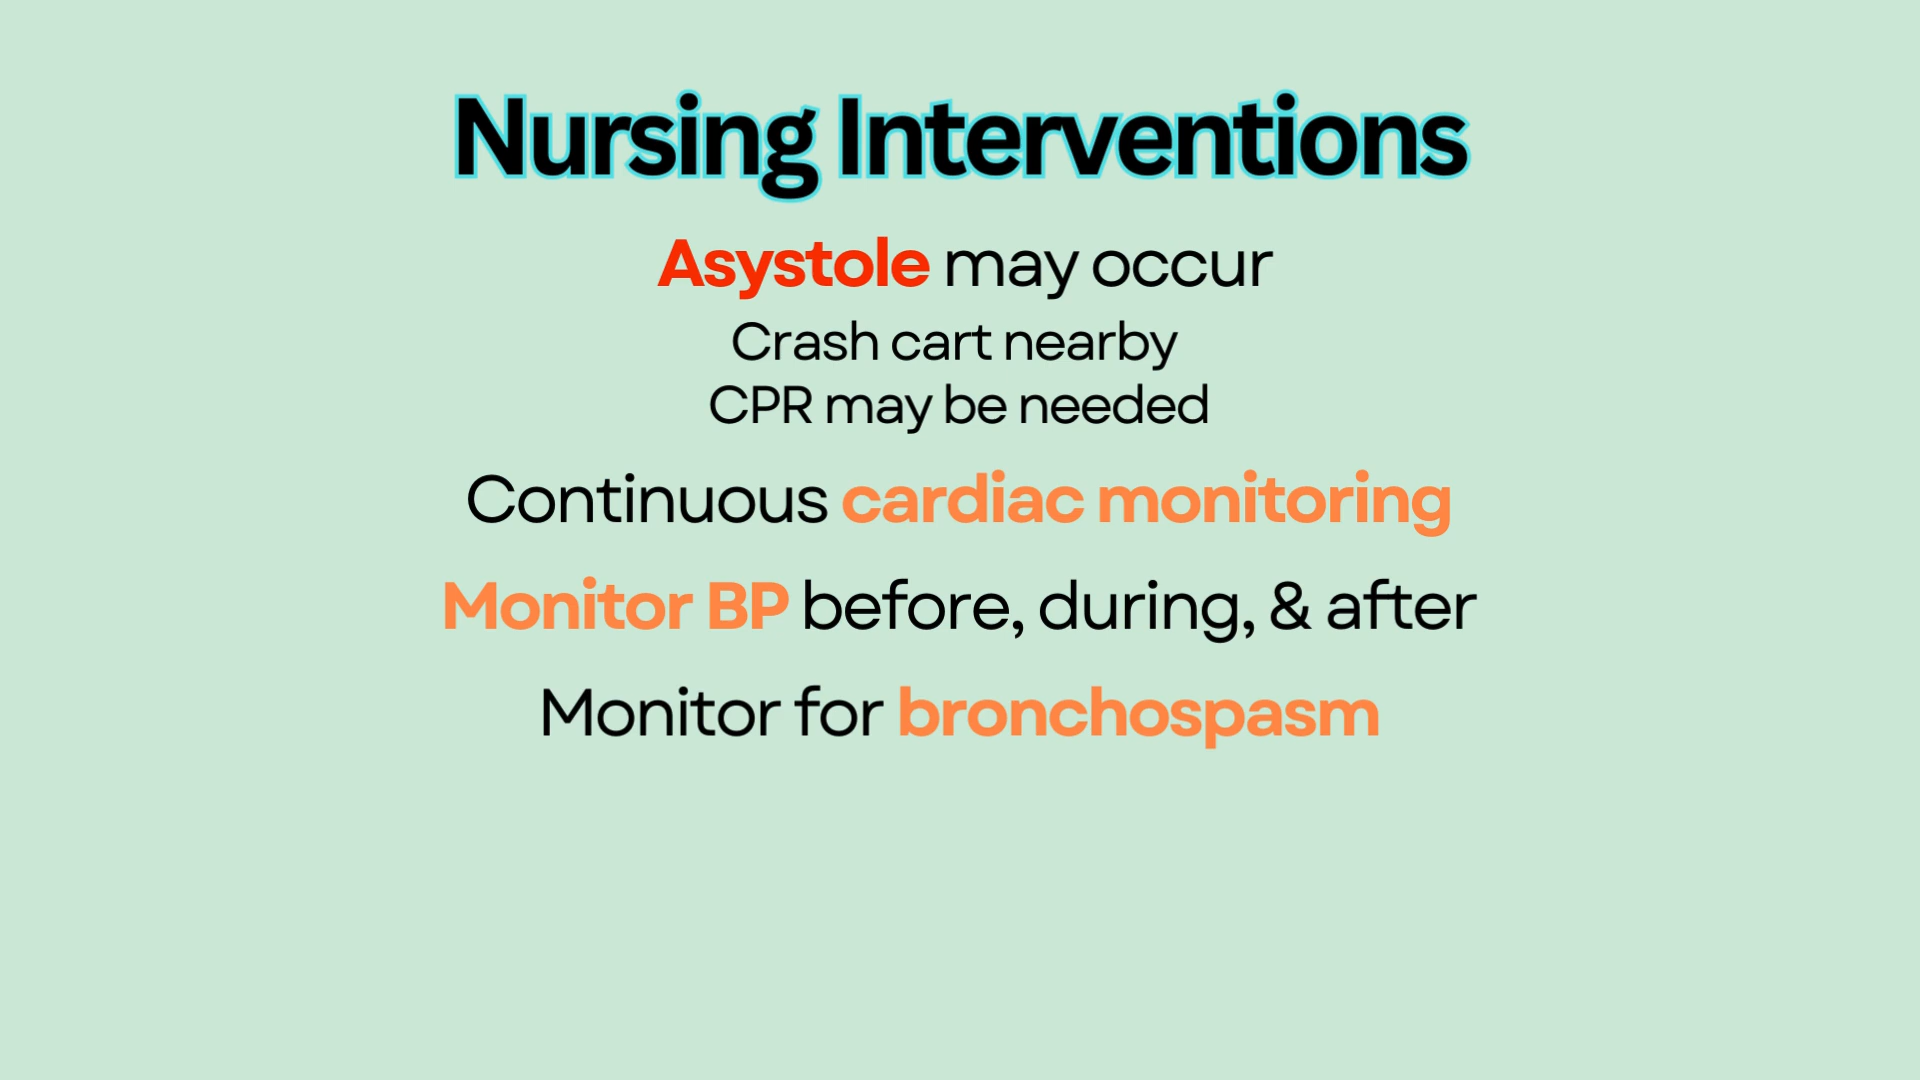 Nursing Interventions
Asystole may occur
Crash cart nearby
CPR may be needed
Continuous cardiac monitoring
Monitor BP before, during, & after
Monitor for bronchospasm